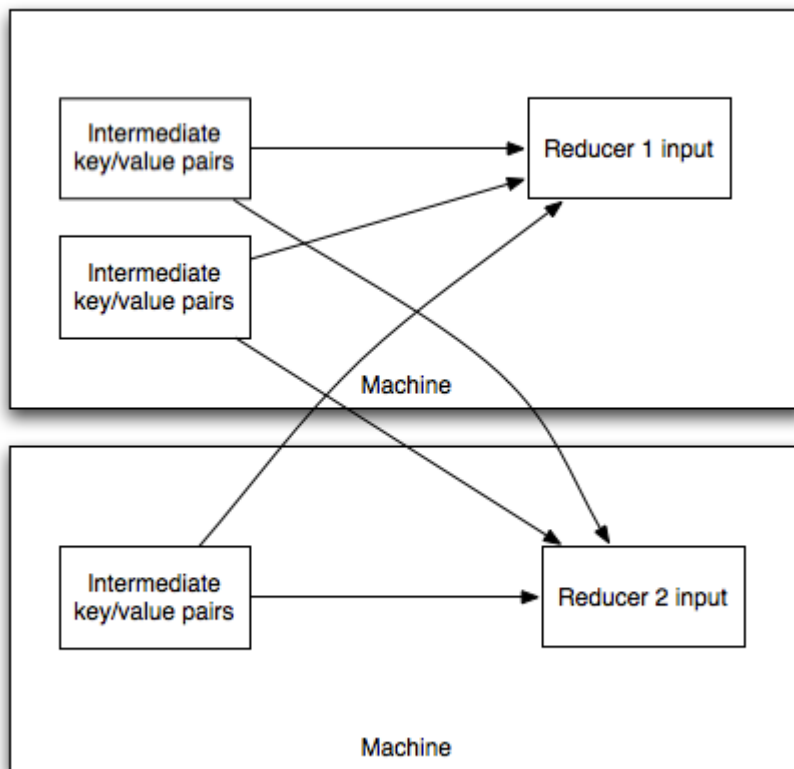 Intermediate
key/value pairs
Reducer 1 input
Intermediate
key/value pairs
Machine
Intermediate
key/value pairs
Reducer 2 input
Machine